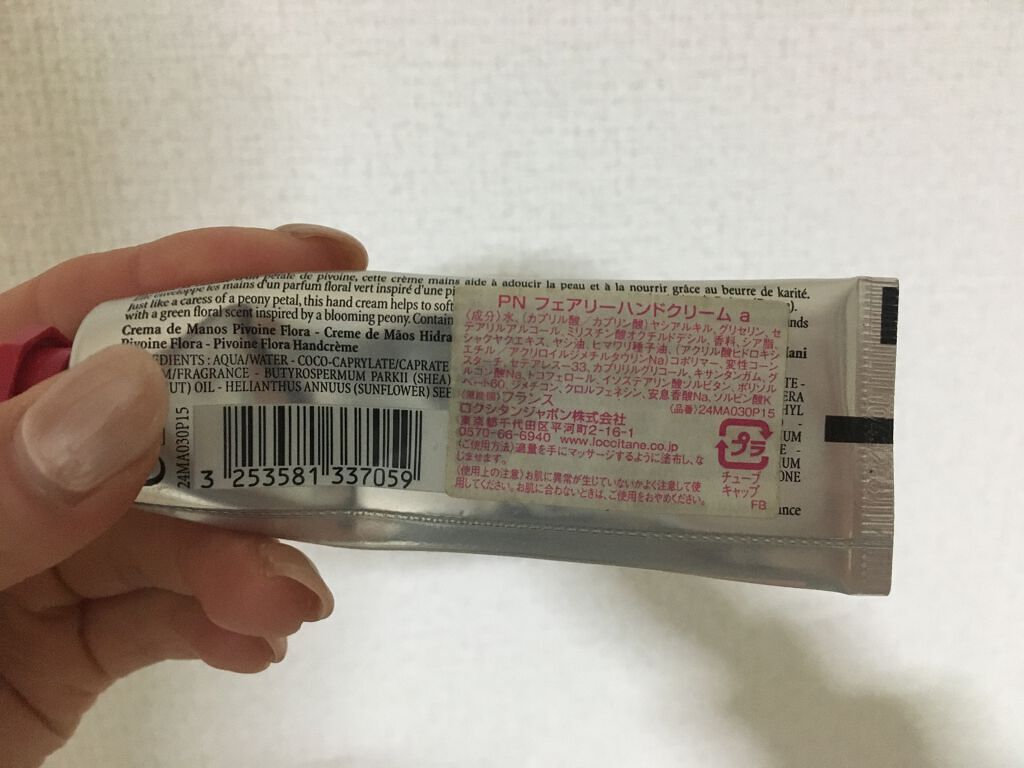 pétale de pivoine, cette crème mains aide à adoucir la peau et à la nourrir grâce au beurre de karité.
enveloppe les mains d'un parfum floral vert inspiré d'une
Just like a caress of a peony petal, this hand cream helps to soft
with a green floral scent inspired by a blooming peony. Contain
Crema de Manos Pivoine Flora - Creme de Mãos Hidra
Pivoine Flora - Pivoine Flora Handcrème
: AQUA/WATER - COCO-CAPRYLATE/CAPRATE
/FRAGRANCE - BUTYROSPERMUM PARKII (SHEA)
OIL - HELIANTHUS ANNUUS (SUNFLOWER) SEE
24MA030P15
3 253581 337059
PN フェアリーハンドクリーム a
(成分)水、(カプリル酸/カプリン酸)ヤシアルキル、グリセリン、セ
テアリルアルコール、ミリスチン酸オクチルドデシル、香料、シア脂、
シャクヤクエキス、ヤシ油、ヒマワリ種子油、(アクリル酸ヒドロキシ
エチル/アクリロイルジメチルタウリンNa)コポリマー、変性コーン
スターチ、セテアレス-33、カプリリルグリコール、キサンタンガム、グ
ルコン酸Na、トコフェロール、イソステアリン酸ソルビタン、ポリソル
ベート60、ジメチコン、クロルフェネシン、安息香酸Na、ソルビン酸K
フランス
(品番)24MA030P15
ロクシタンジャポン株式会社
東京都千代田区平河町2-16-1
0570-66-6940 www.loccitane.co.jp
(ご使用方法)適量を手にマッサージするように塗布し、な
じませます。
(使用上の注意)お肌に異常が生じていないかよく注意して使
用してください。お肌に合わないときは、ご使用をおやめください。
プラ
チューブ
キャップ
FB